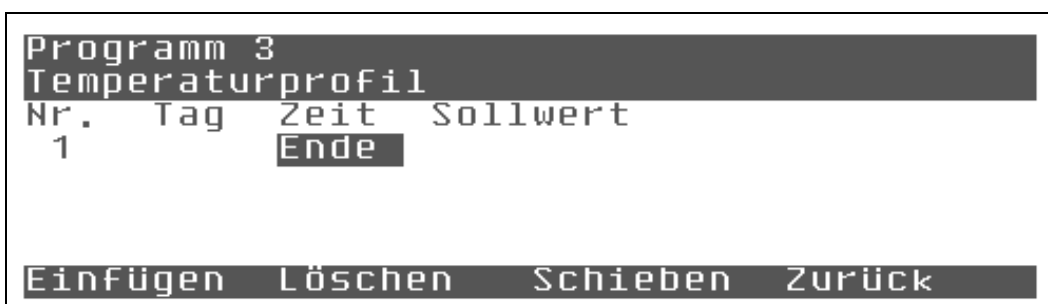 Programm 3
Temperaturprofil
Nr. Tag Zeit Sollwert
1 Ende
Einfügen Löschen Schieben Zurück